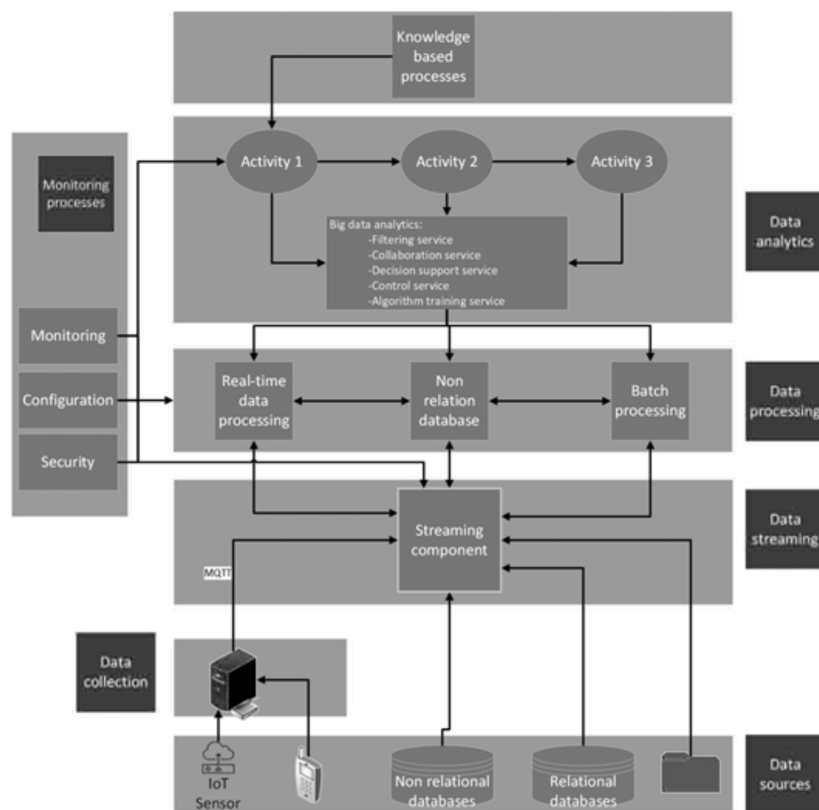 Knowledge
based
processes
Activity 1
Activity 2
Activity 3
Monitoring
processes
Big data analytics:
-Filtering service
-Collaboration service
-Decision support service
-Control service
-Algorithm training service
Data
analytics
Monitoring
Configuration
Security
Real-time
data
processing
Non
relation
database
Batch
processing
Data
processing
Streaming
component
Data
streaming
MQTT
Data
collection
IoT
Sensor
Non relational
databases
Relational
databases
Data
sources